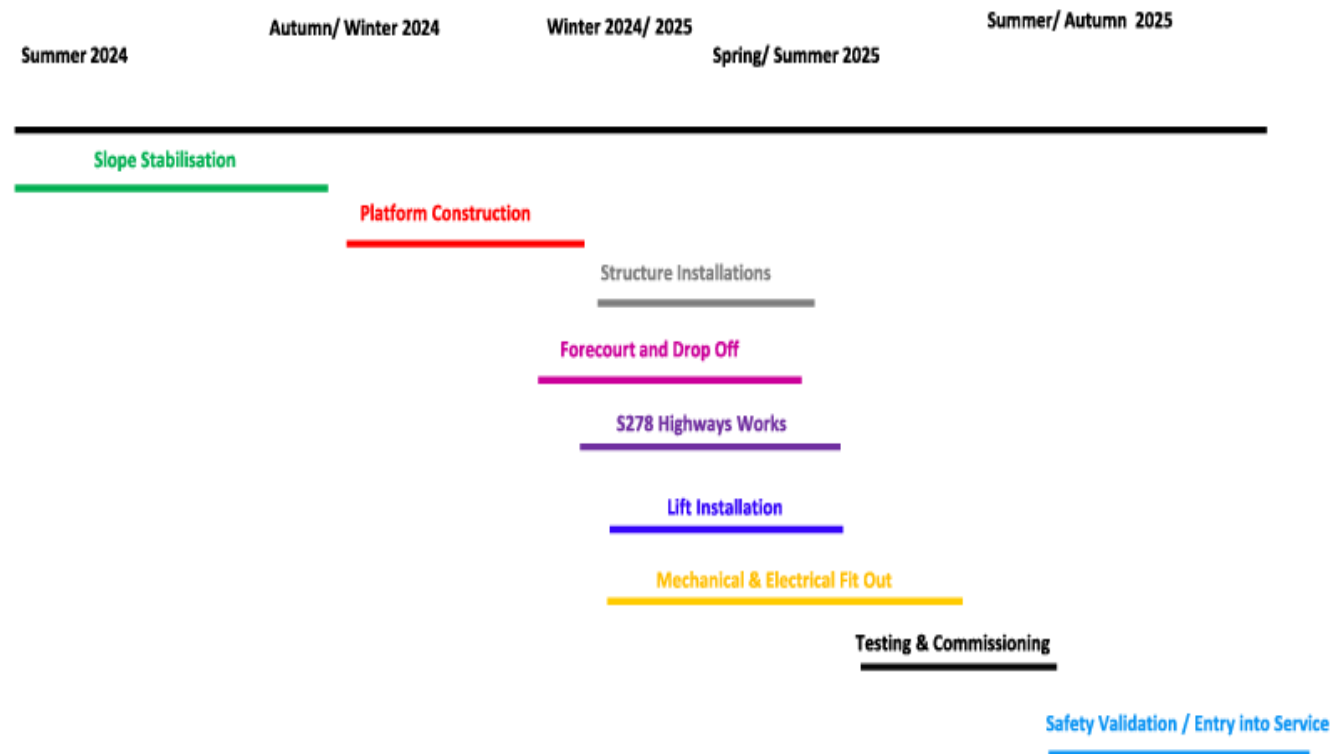 Summer 2024
Autumn/ Winter 2024
Winter 2024/ 2025
Spring/ Summer 2025
Summer/ Autumn 2025
Slope Stabilisation
Platform Construction
Structure Installations
Forecourt and Drop Off
S278 Highways Works
Lift Installation
Mechanical & Electrical Fit Out
Testing & Commissioning
Safety Validation / Entry into Service